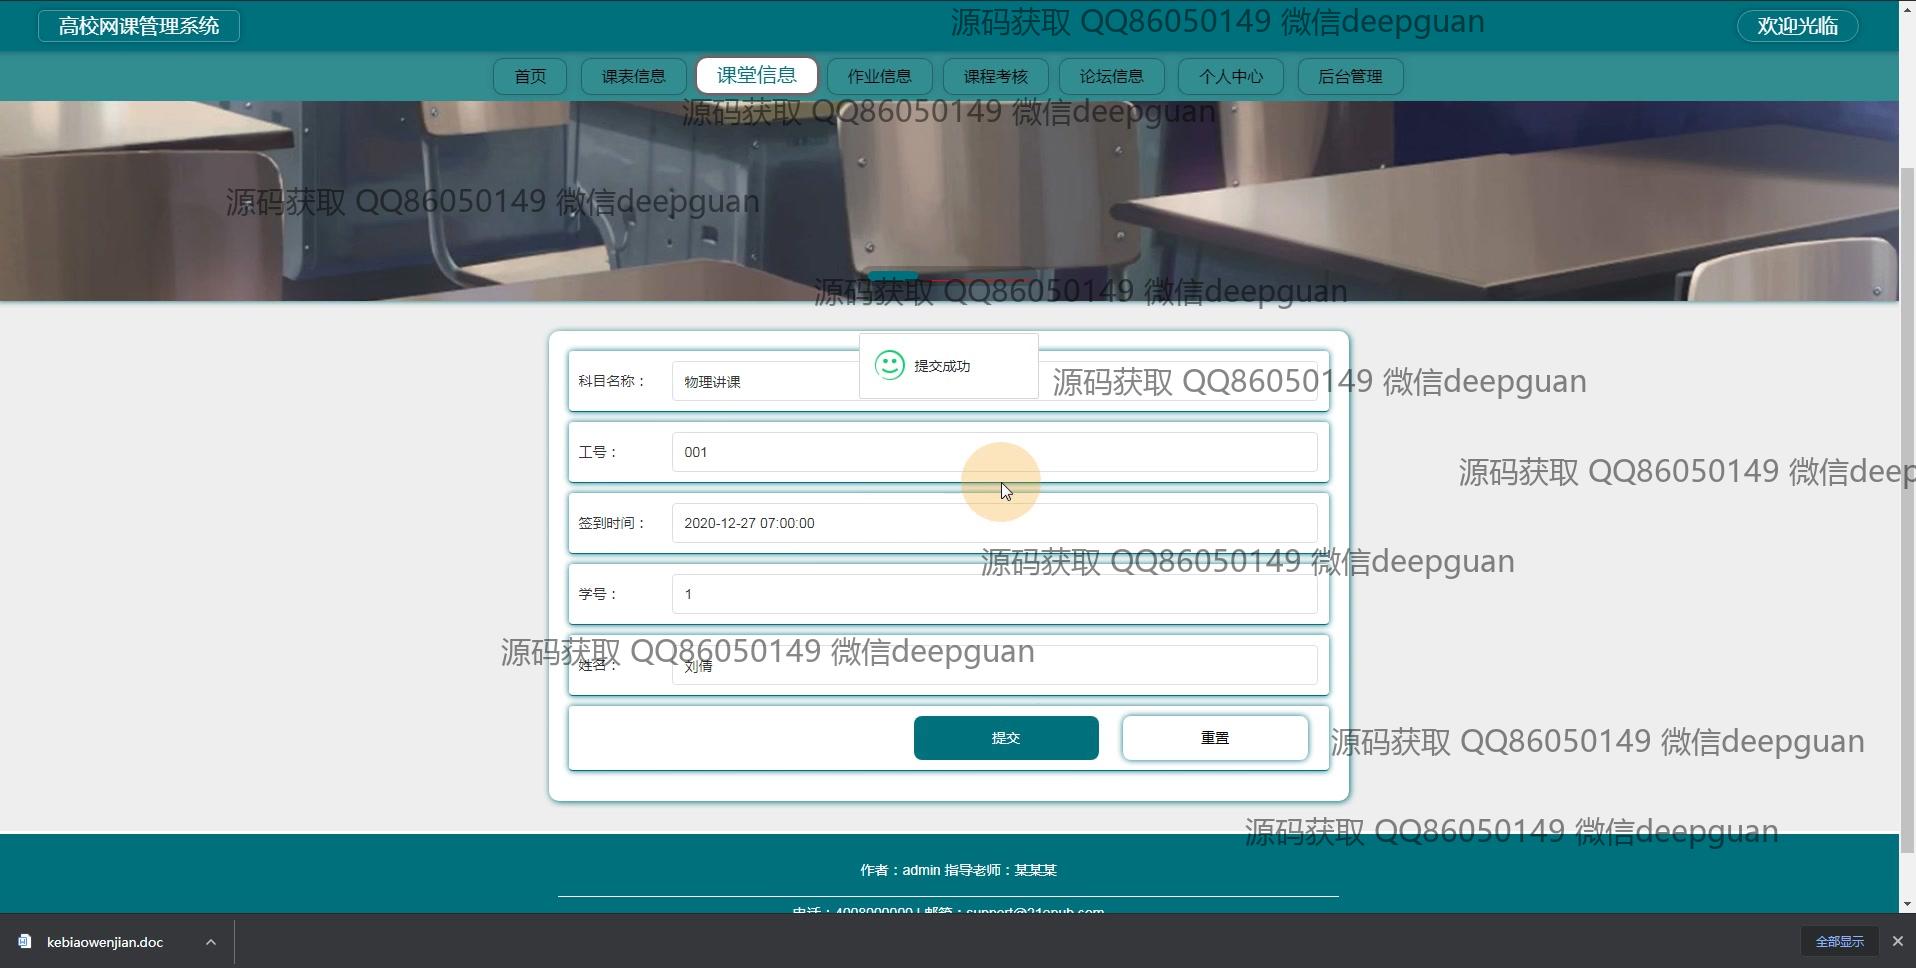 高校网课管理系统
源码获取 QQ86050149 微信deepguan
欢迎光临
首页
课表信息
课堂信息
作业信息
课程考核
论坛信息
个人中心
后台管理
源码获取 QQ86050149 微信deepguan
源码获取 QQ86050149 微信deepguan
源码获取 QQ86050149 微信deepguan
提交成功
科目名称：
物理讲课
源码获取 QQ86050149 微信deepguan
工号：
001
源码获取 QQ86050149 微信deep
签到时间：
2020-12-27 07:00:00
源码获取 QQ86050149 微信deepguan
学号：
1
源码获取 QQ86050149 微信deepguan
姓名：
刘倩
提交
重置
源码获取 QQ86050149 微信deepguan
源码获取 QQ86050149 微信deepguan
作者：admin 指导老师：某某某
电话：4008000000 | 邮箱：support@21epub.com
kebiaowenjian.doc
全部显示